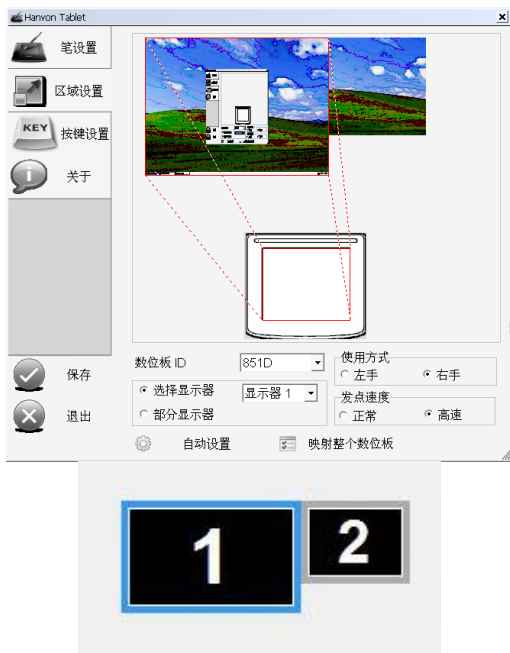 Hanvon Tablet
笔设置
区域设置
KEY 按键设置
关于
数位板 ID 851D
使用方式
左手 右手
选择显示器 显示器 1
部分显示器
发点速度
正常 高速
保存
退出
自动设置 映射整个数位板
1 2